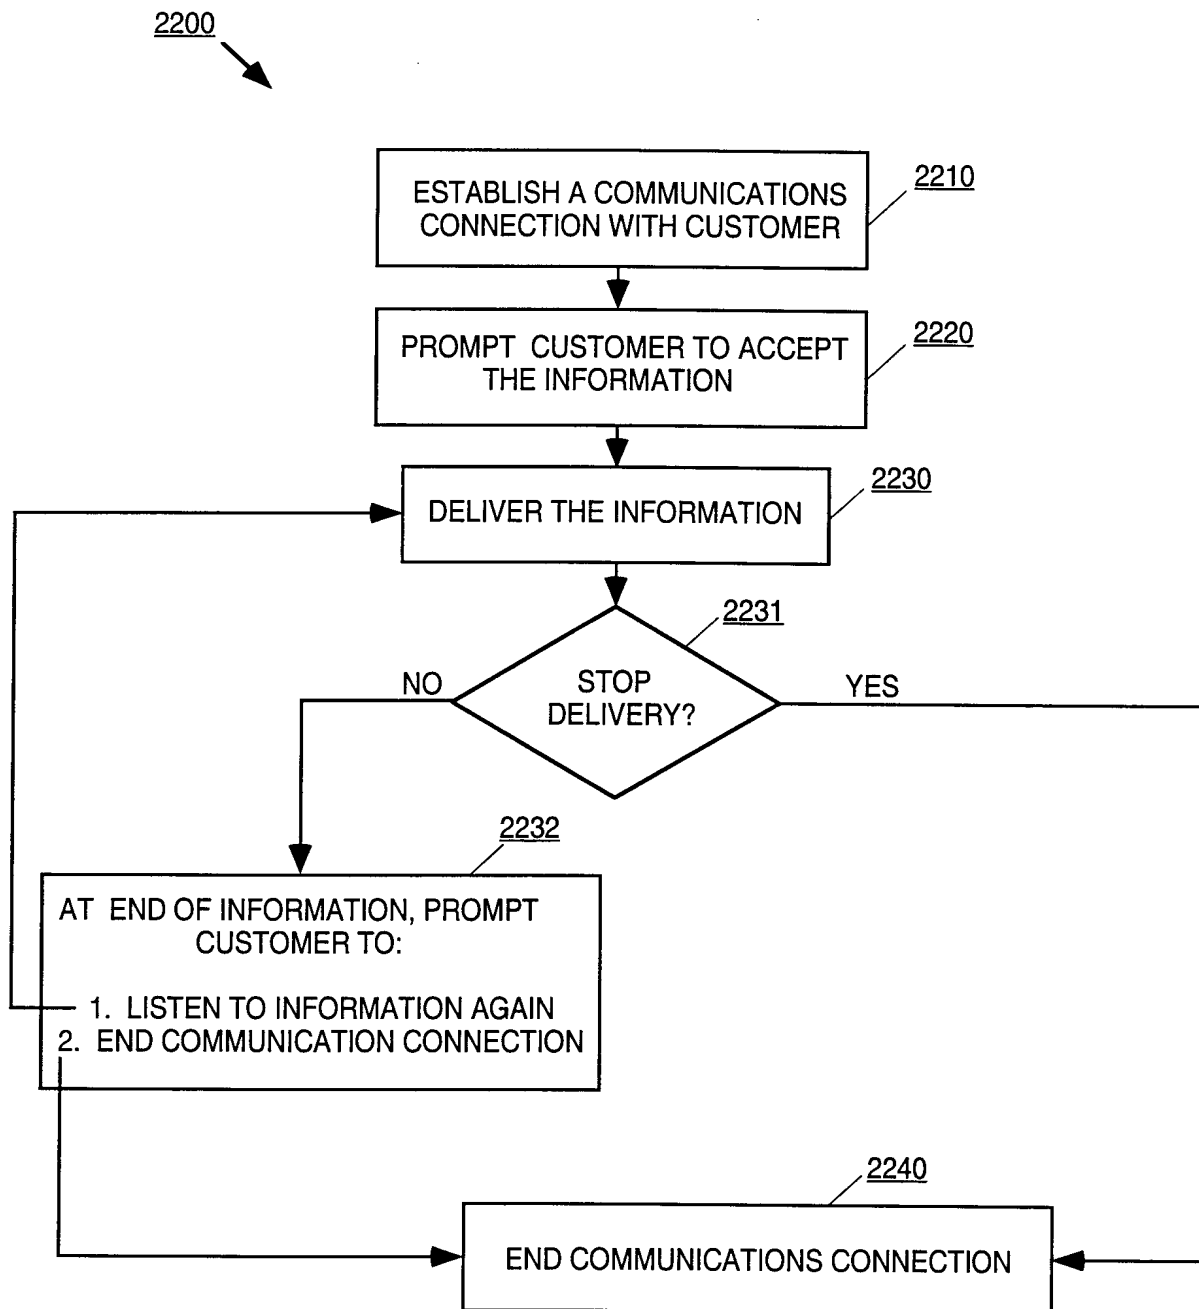 2200
ESTABLISH A COMMUNICATIONS
CONNECTION WITH CUSTOMER
2210
PROMPT CUSTOMER TO ACCEPT
THE INFORMATION
2220
DELIVER THE INFORMATION
2230
STOP
DELIVERY?
2231
NO
YES
2232
AT END OF INFORMATION, PROMPT
CUSTOMER TO:
1. LISTEN TO INFORMATION AGAIN
2. END COMMUNICATION CONNECTION
2240
END COMMUNICATIONS CONNECTION